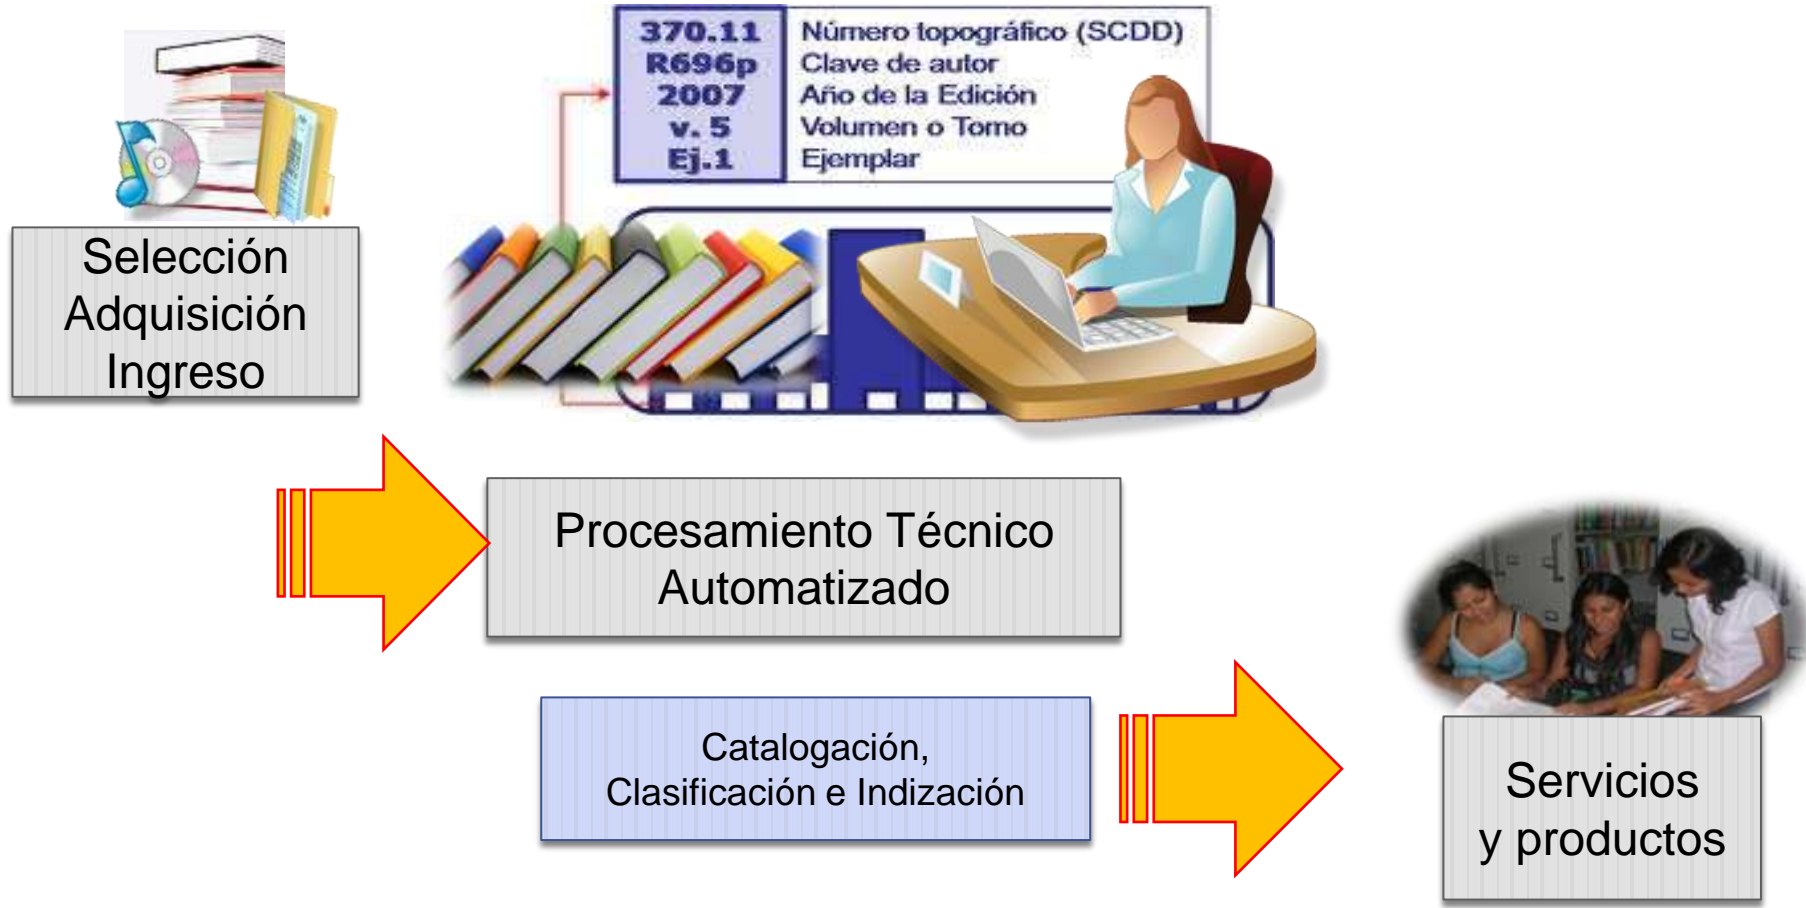 370.11 Número topográfico (SCDD)
R696p Clave de autor
2007 Año de la Edición
v. 5 Volumen o Tomo
Ej.1 Ejemplar
Selección
Adquisición
Ingreso
Procesamiento Técnico
Automatizado
Catalogación,
Clasificación e Indización
Servicios
y productos